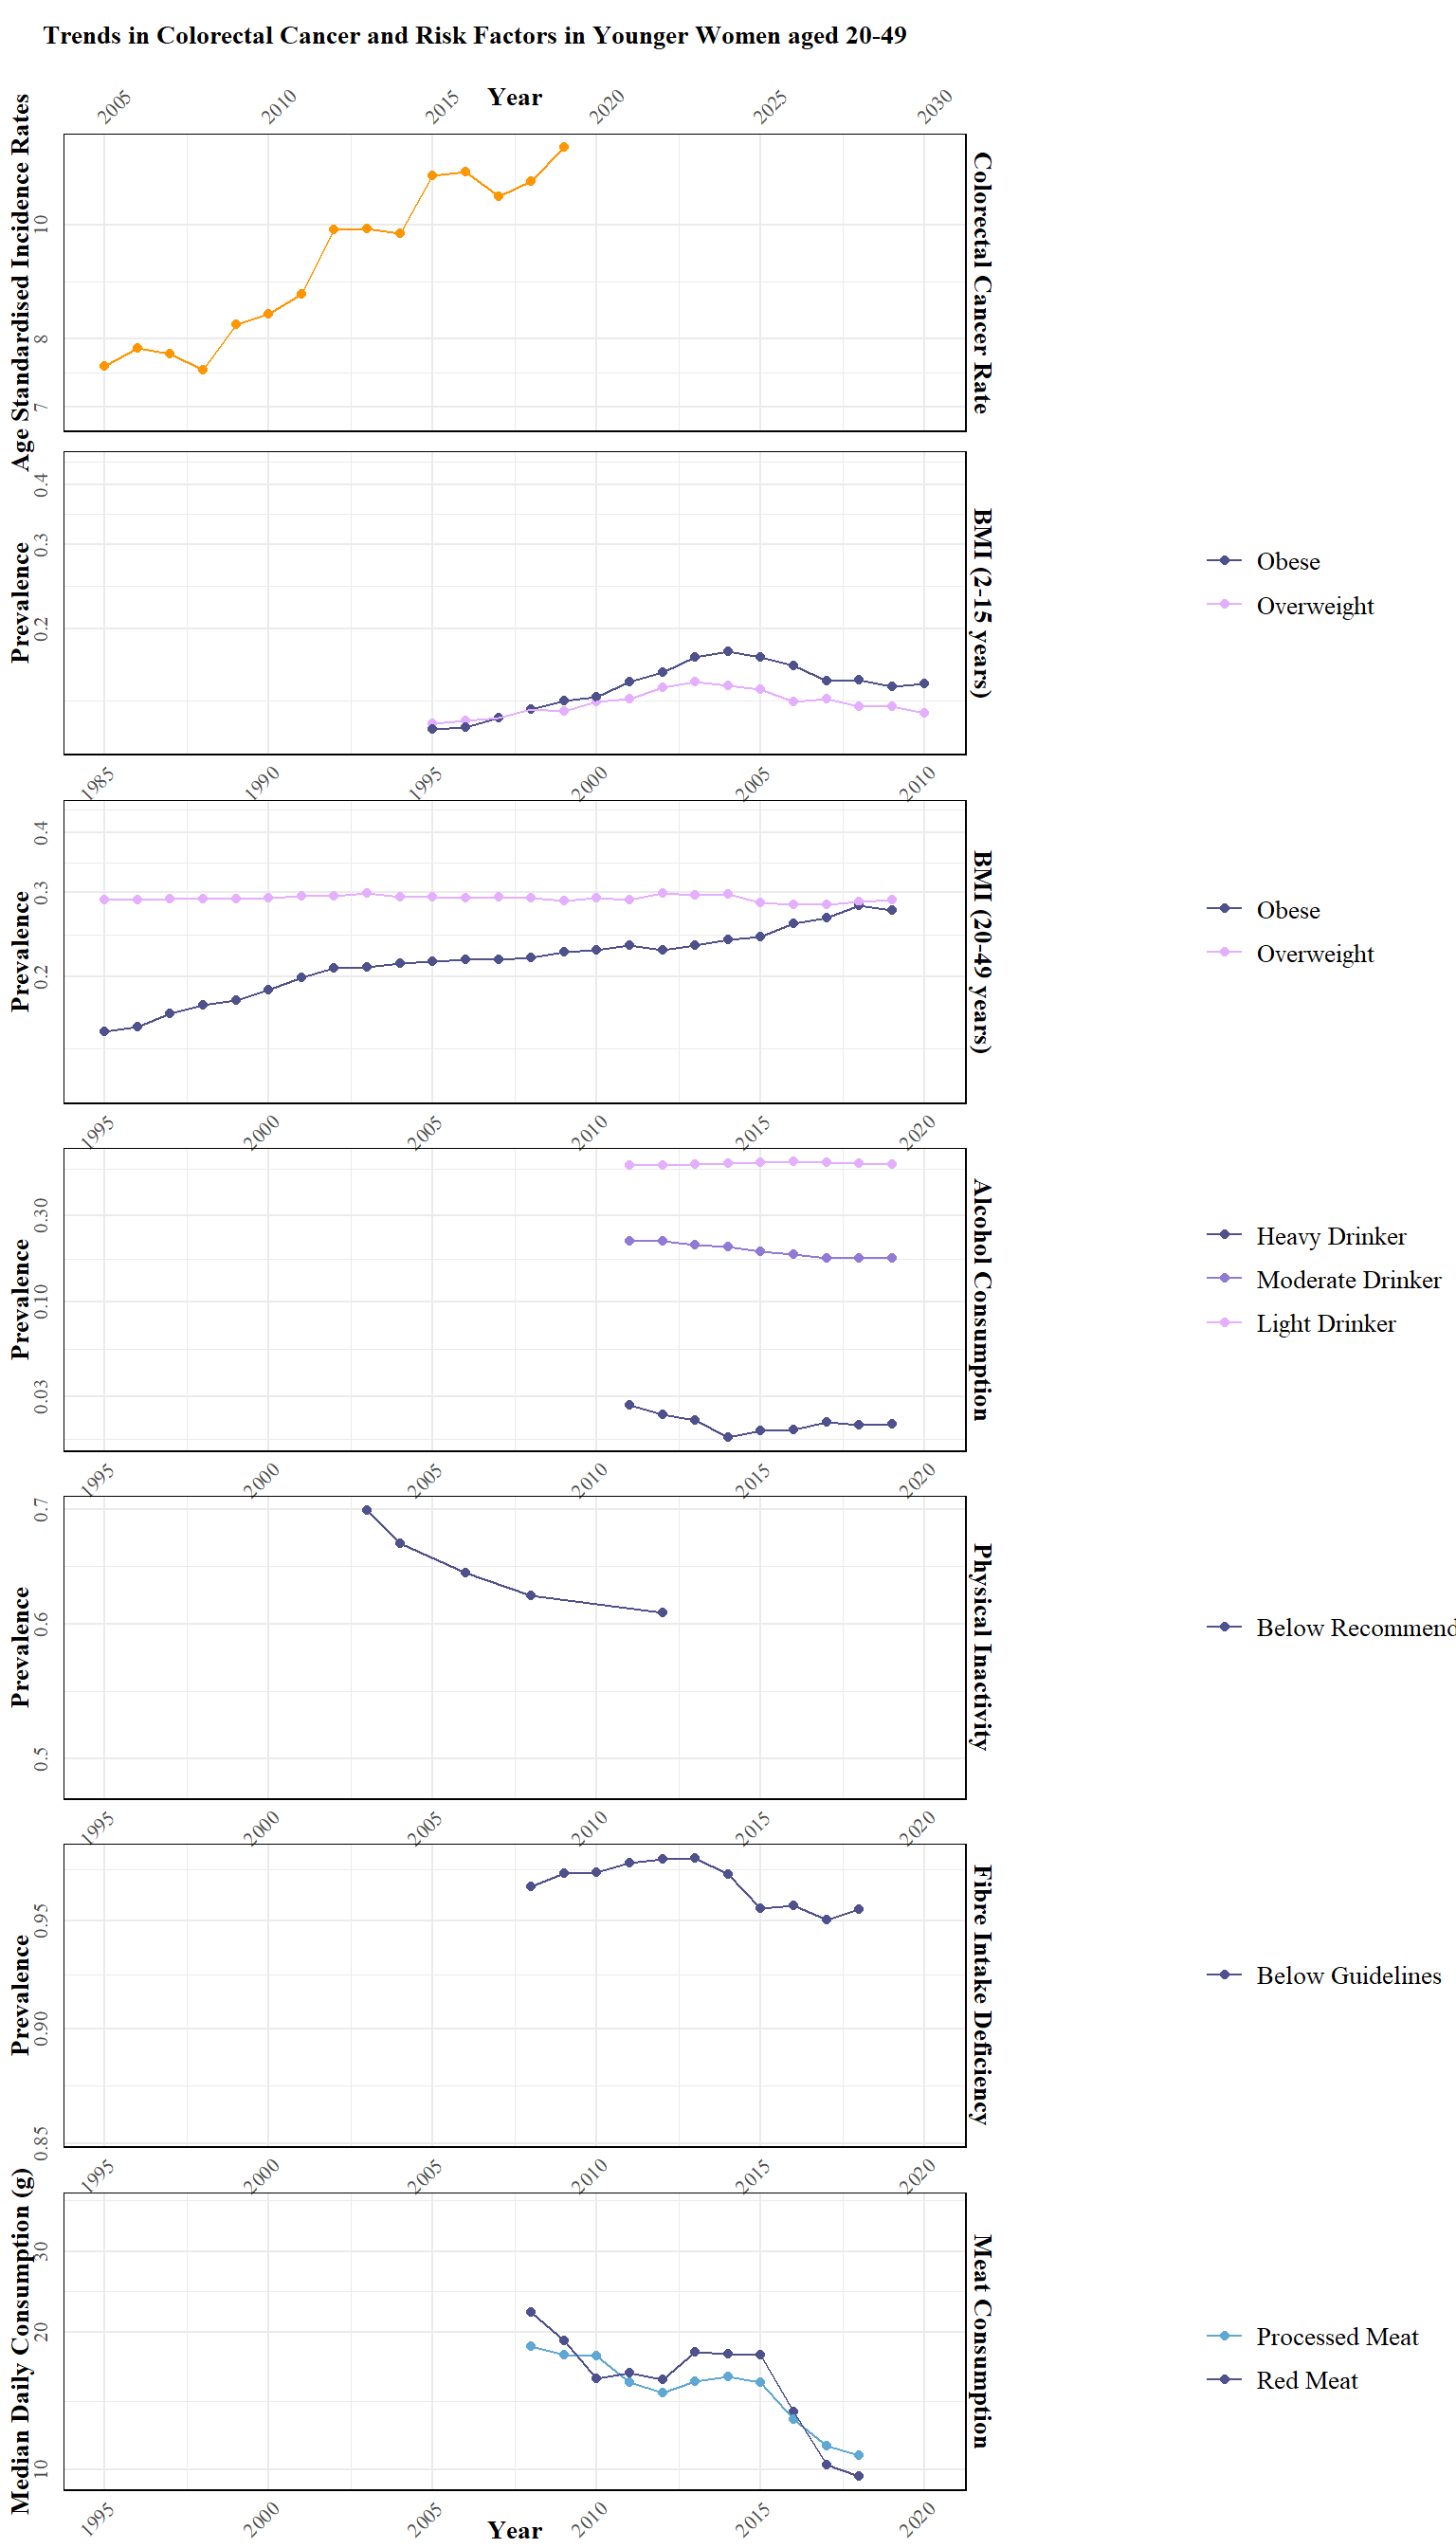 Trends in Colorectal Cancer and Risk Factors in Younger Women aged 20-49
Year
2005 2010 2015 2020 2025 2030
Age Standardised Incidence Rates
10
8
7
Colorectal Cancer Rate
Prevalence
0.4
0.3
0.2
BMI (2-15 years)
Obese
Overweight
1985 1990 1995 2000 2005 2010
Prevalence
0.4
0.3
0.2
BMI (20-49 years)
Obese
Overweight
1995 2000 2005 2010 2015 2020
Prevalence
0.30
0.10
0.03
Alcohol Consumption
Heavy Drinker
Moderate Drinker
Light Drinker
1995 2000 2005 2010 2015 2020
Prevalence
0.7
0.6
0.5
Physical Inactivity
Below Recommend
1995 2000 2005 2010 2015 2020
Prevalence
0.95
0.90
0.85
Fibre Intake Deficiency
Below Guidelines
1995 2000 2005 2010 2015 2020
Median Daily Consumption (g)
30
20
10
Meat Consumption
Processed Meat
Red Meat
1995 2000 2005 2010 2015 2020
Year